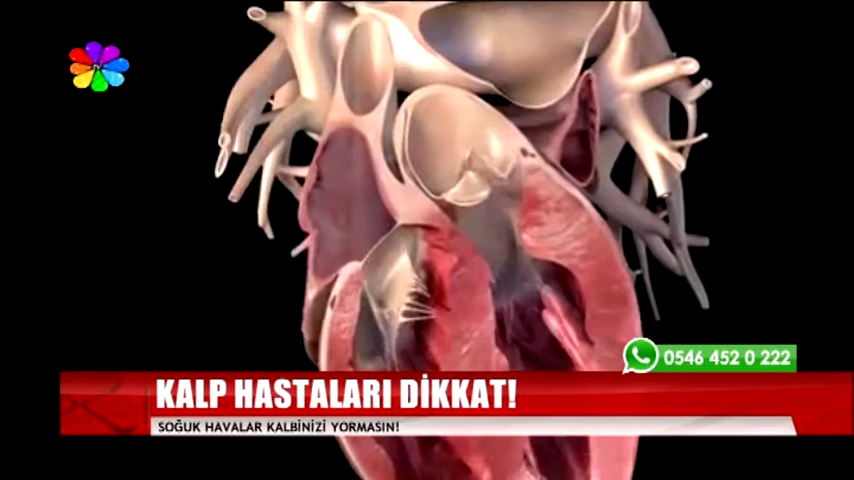 0546 452 0 222
KALP HASTALARI DİKKAT!
SOĞUK HAVALAR KALBİNİZİ YORMASIN!